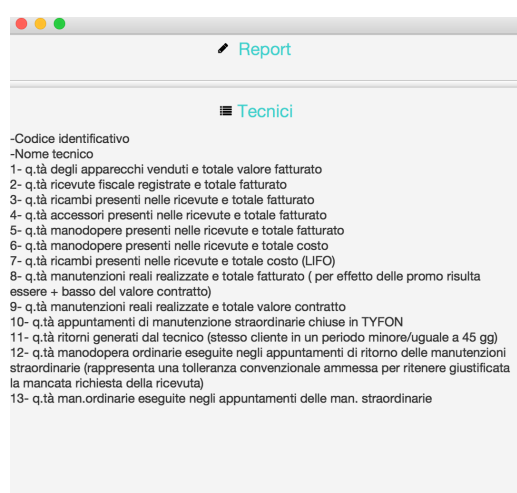 Report
Tecnici
-Codice identificativo
-Nome tecnico
1- q.tà degli apparecchi venduti e totale valore fatturato
2- q.tà ricevute fiscale registrate e totale fatturato
3- q.tà ricambi presenti nelle ricevute e totale fatturato
4- q.tà accessori presenti nelle ricevute e totale fatturato
5- q.tà manodopere presenti nelle ricevute e totale fatturato
6- q.tà manodopere presenti nelle ricevute e totale costo
7- q.tà ricambi presenti nelle ricevute e totale costo (LIFO)
8- q.tà manutenzioni reali realizzate e totale fatturato ( per effetto delle promo risulta
essere + basso del valore contratto)
9- q.tà manutenzioni reali realizzate e totale valore contratto
10- q.tà appuntamenti di manutenzione straordinarie chiuse in TYFON
11- q.tà ritorni generati dal tecnico (stesso cliente in un periodo minore/uguale a 45 gg)
12- q.tà manodopera ordinarie eseguite negli appuntamenti di ritorno delle manutenzioni
straordinarie (rappresenta una tolleranza convenzionale ammessa per ritenere giustificata
la mancata richiesta della ricevuta)
13- q.tà man.ordinarie eseguite negli appuntamenti delle man. straordinarie